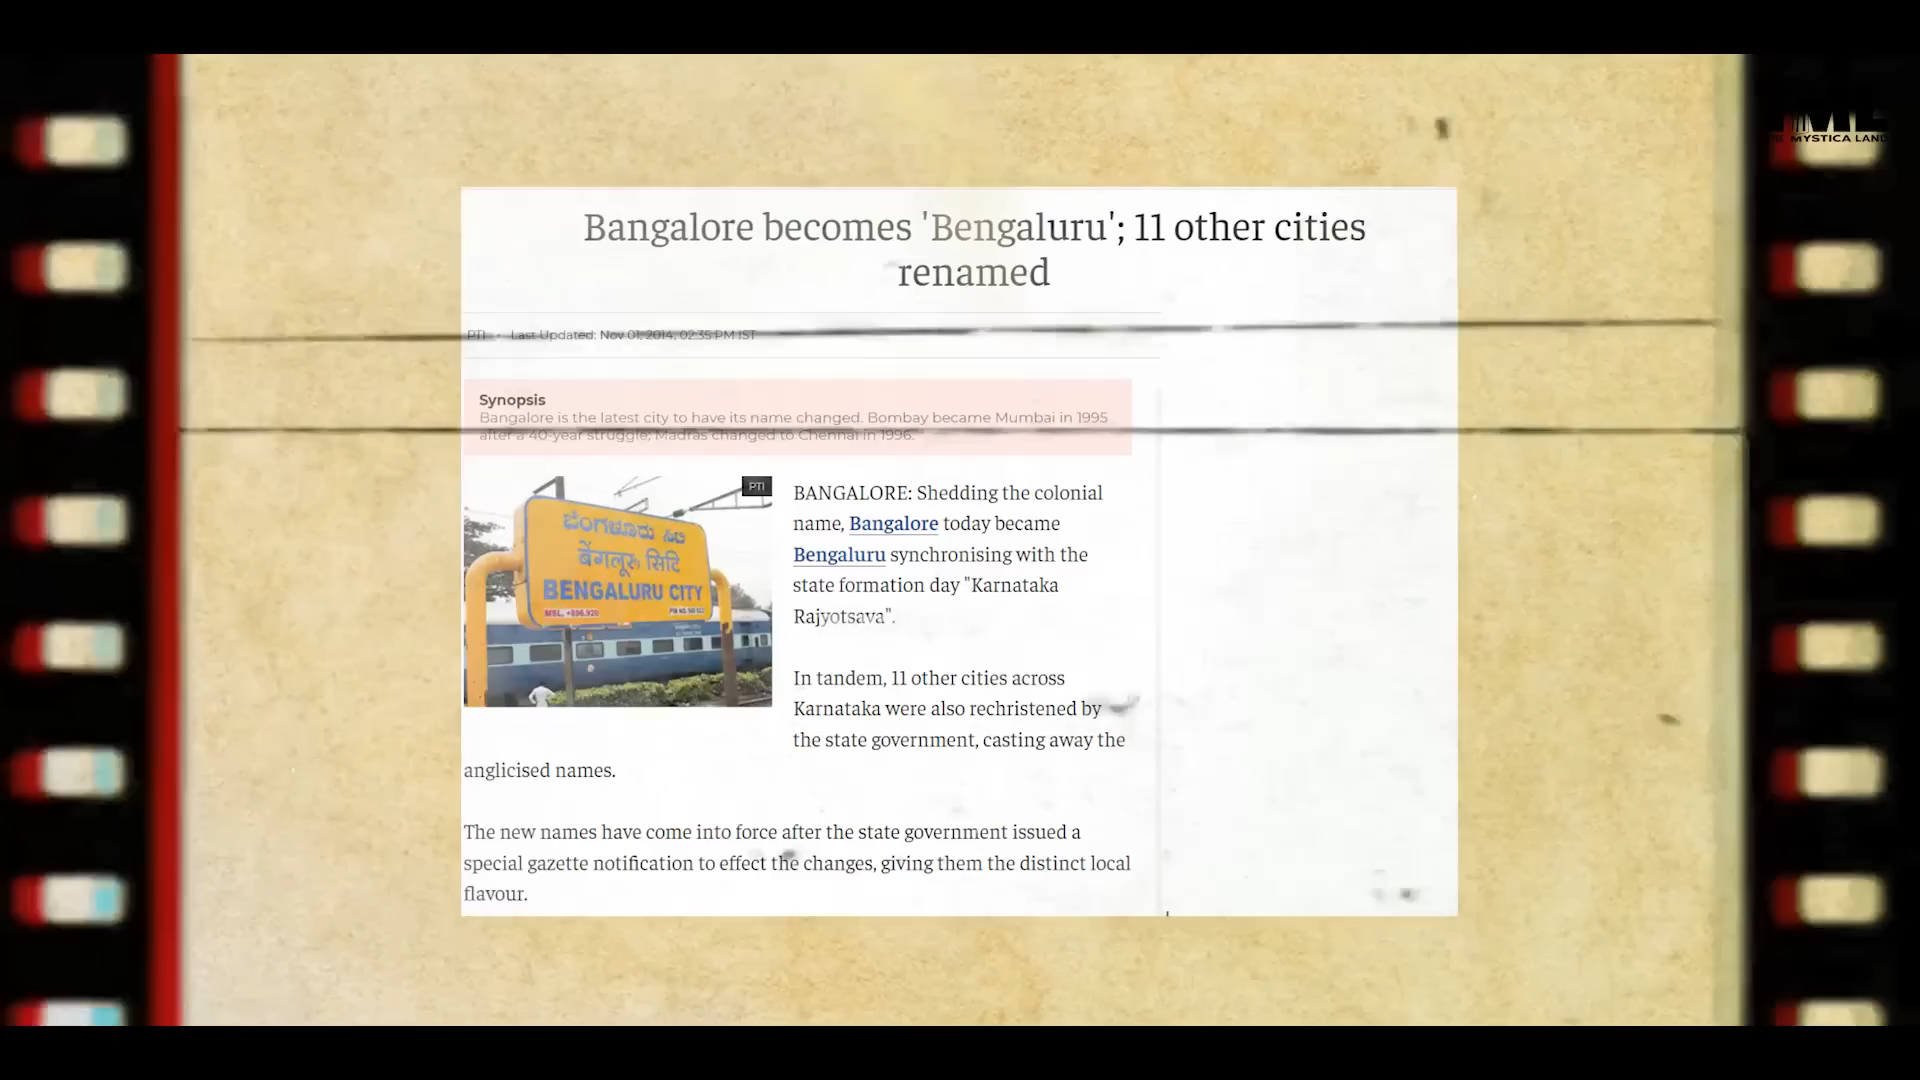 MYSTICA LAND
Bangalore becomes 'Bengaluru'; 11 other cities
renamed
PTI • Last Updated: Nov 01, 2014, 02:35 PM IST
Synopsis
Bangalore is the latest city to have its name changed. Bombay became Mumbai in 1995
after a 40-year struggle; Madras changed to Chennai in 1996.
PTI
ಬೆಂಗಳೂರು ಸಿಟಿ
बेंगलूरू सिटि
BENGALURU CITY
MSL. +896.920
BANGALORE: Shedding the colonial
name, Bangalore today became
Bengaluru synchronising with the
state formation day "Karnataka
Rajyotsava".
In tandem, 11 other cities across
Karnataka were also rechristened by
the state government, casting away the
anglicised names.
The new names have come into force after the state government issued a
special gazette notification to effect the changes, giving them the distinct local
flavour.